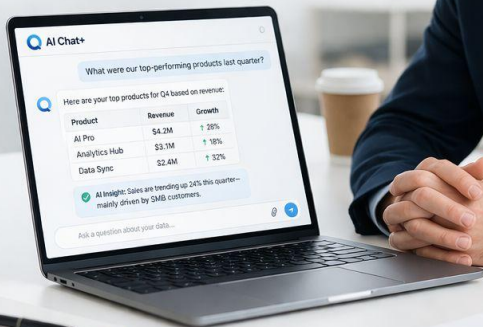 AI Chat+
What were our top-performing products last quarter?
Here are your top products for Q4 based on revenue:
Product Revenue Growth
AI Pro $4.2M ↑ 28%
Analytics Hub $3.1M ↑ 18%
Data Sync $2.4M ↑ 32%
AI Insight: Sales are trending up 24% this quarter—
mainly driven by SMB customers.
Ask a question about your data...